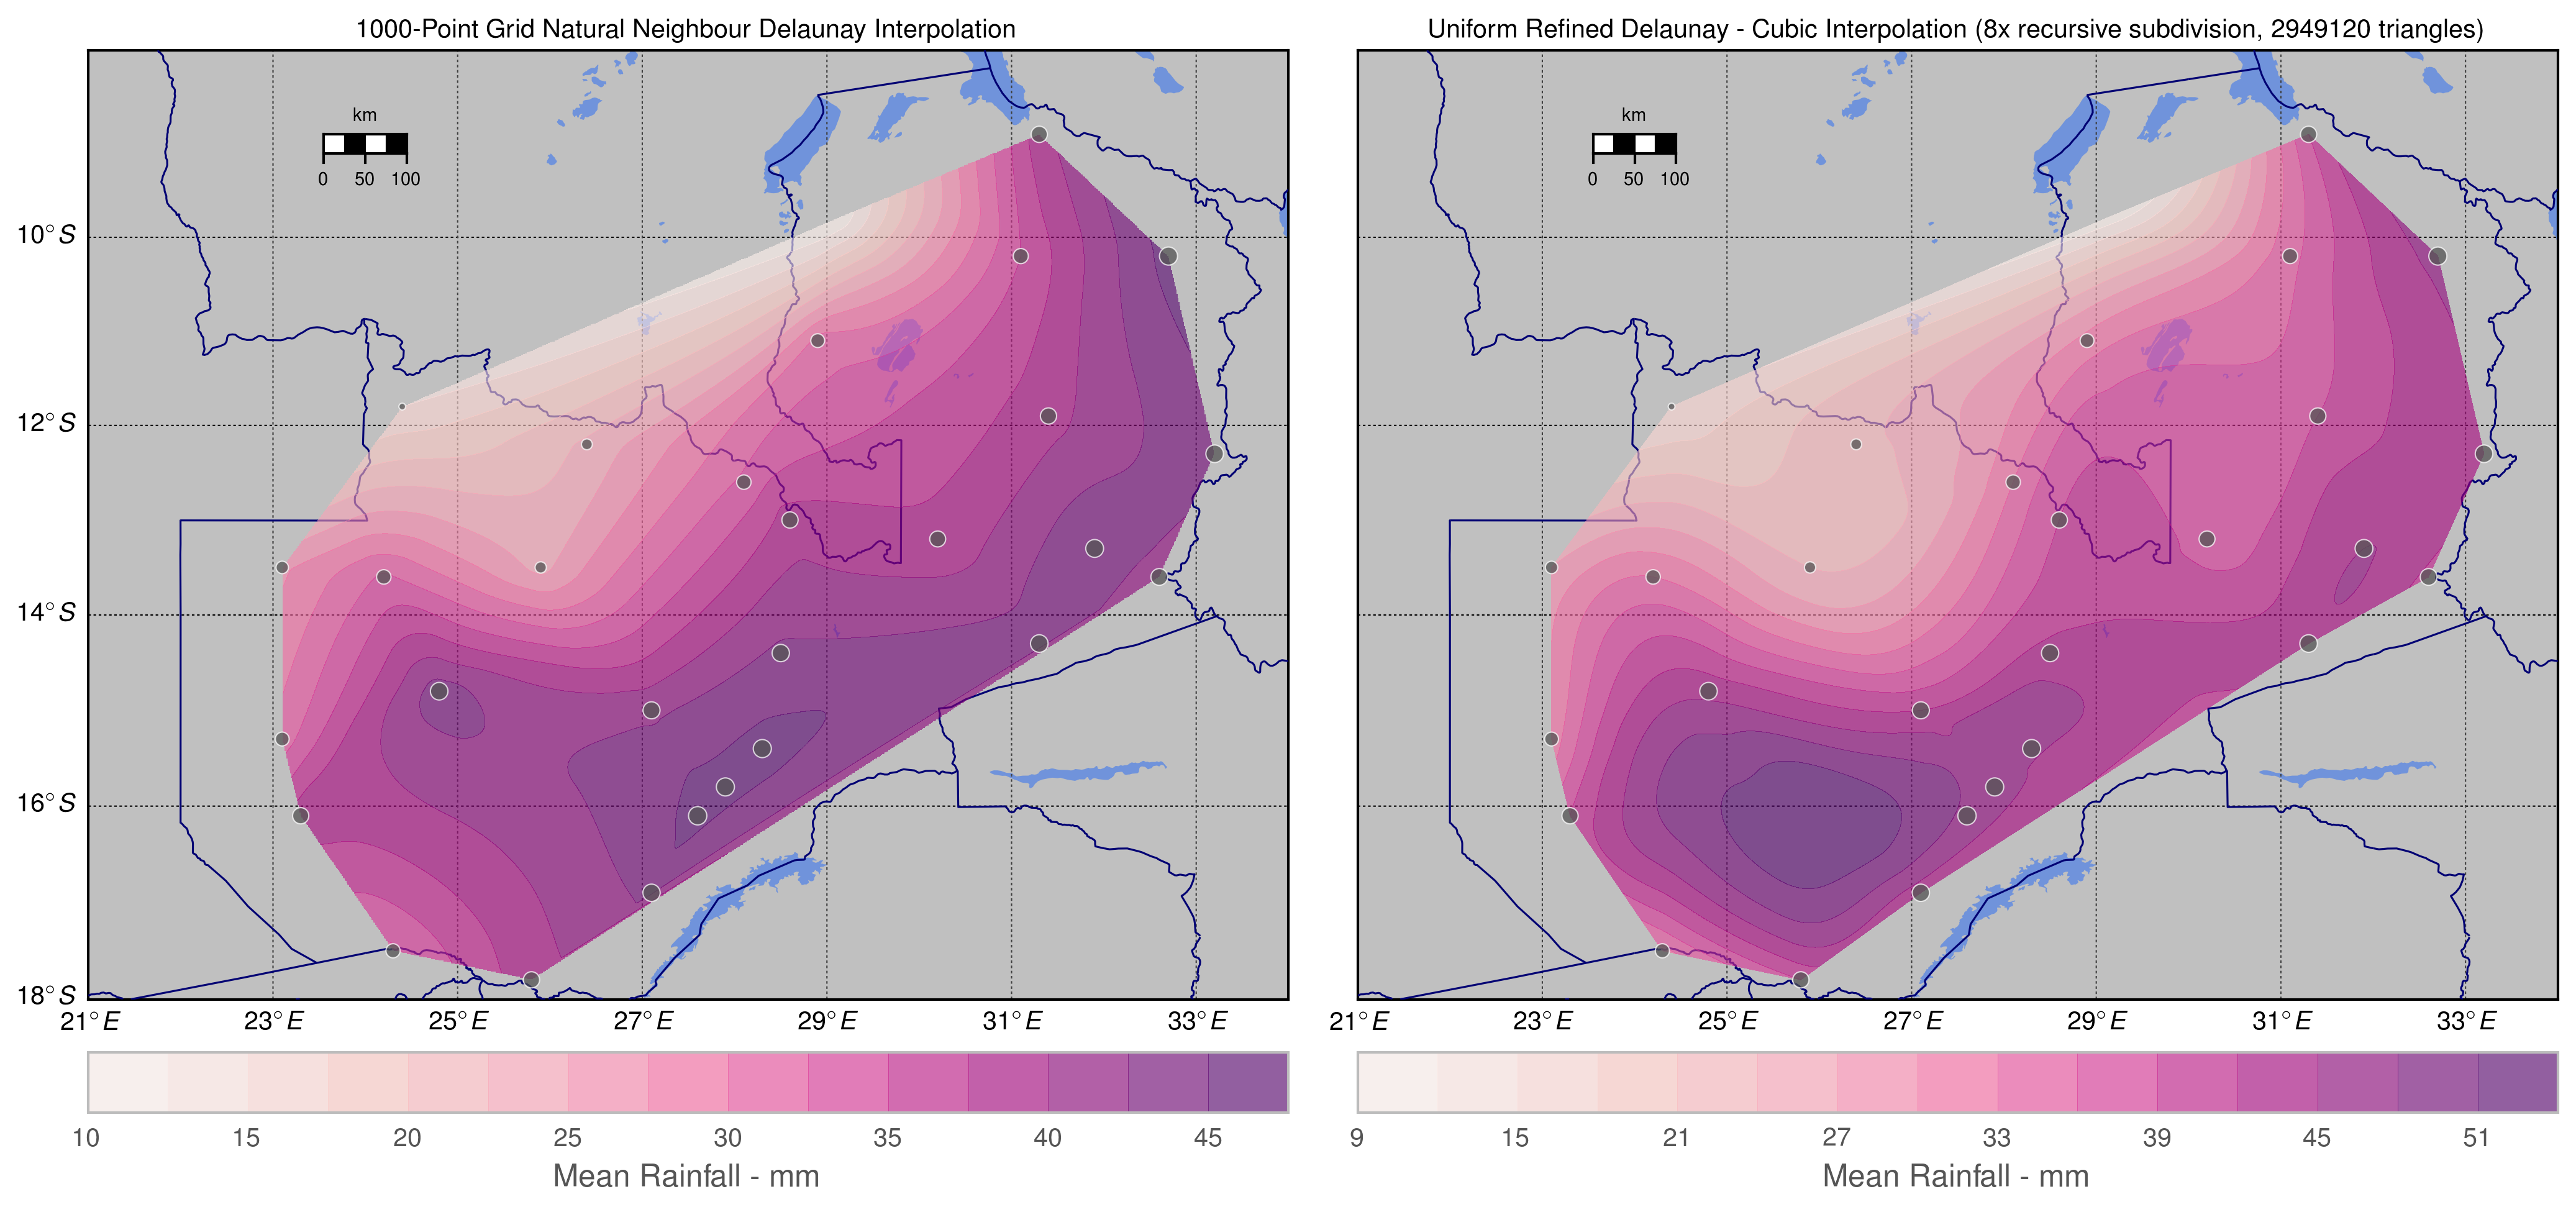 1000-Point Grid Natural Neighbour Delaunay Interpolation
km
0 50 100
10°S
12°S
14°S
16°S
18°S
21°E 23°E 25°E 27°E 29°E 31°E 33°E
10 15 20 25 30 35 40 45
Mean Rainfall - mm
Uniform Refined Delaunay - Cubic Interpolation (8x recursive subdivision, 2949120 triangles)
km
0 50 100
21°E 23°E 25°E 27°E 29°E 31°E 33°E
9 15 21 27 33 39 45 51
Mean Rainfall - mm